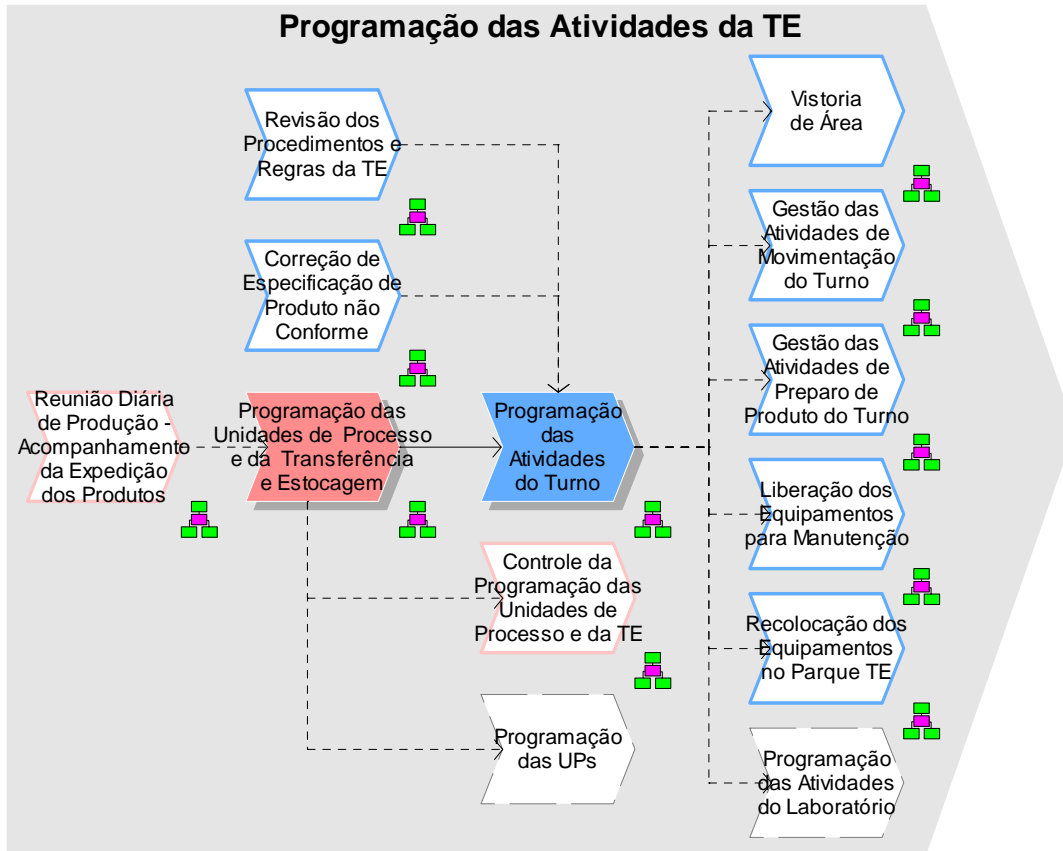 Programação das Atividades da TE
Revisão dos
Procedimentos e
Regras da TE
Correção de
Especificação de
Produto não
Conforme
Reunião Diária
de Produção -
Acompanhamento
da Expedição
dos Produtos
Programação das
Unidades de Processo
e da Transferência
e Estocagem
Programação
das
Atividades
do Turno
Controle da
Programação das
Unidades de
Processo e da TE
Programação
das UPs
Vistoria
de Área
Gestão das
Atividades de
Movimentação
do Turno
Gestão das
Atividades de
Preparo de
Produto do Turno
Liberação dos
Equipamentos
para Manutenção
Recolocação dos
Equipamentos
no Parque TE
Programação
das Atividades
do Laboratório